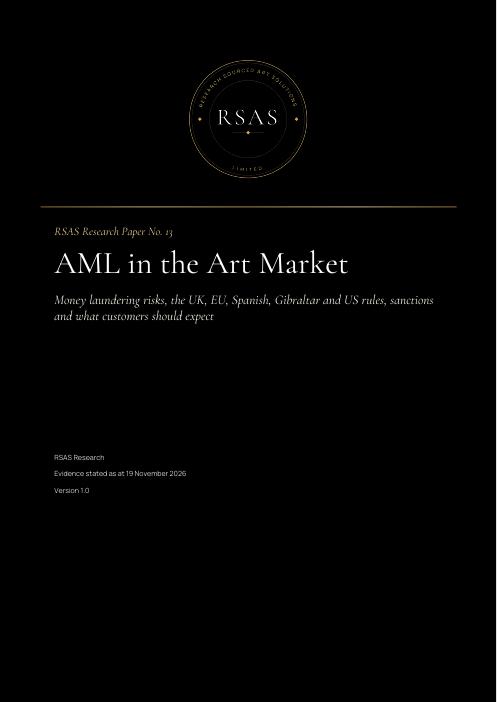 RESEARCH SOURCED ART SOLUTIONS
RSAS
LIMITED
RSAS Research Paper No. 13
AML in the Art Market
Money laundering risks, the UK, EU, Spanish, Gibraltar and US rules, sanctions
and what customers should expect
RSAS Research
Evidence stated as at 19 November 2026
Version 1.0